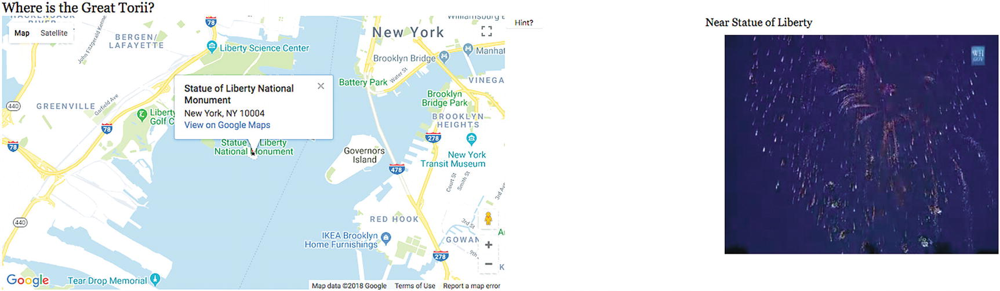 Where is the Great Torii?
HACKENSACK
RIVER
Map Satellite
John Fitzgerald Kenne
BERGEN/
LAFAYETTE
78
Liberty Science Center
New York
Williamsburg
Brooklyn Bridge
Manhat
Battery Park
Water St
VINEGA
Brooklyn
Bridge Park
BROOKLYN
HEIGHTS
440
GREENVILLE
Garfield Ave
Liberty
Golf C
78
78
Statue of Liberty National
Monument
New York, NY 10004
View on Google Maps
Statue Liberty
National Monument
Governors
Island
278
478
New York
Transit Museum
Court St
Smith St
3rd Av
440
RED HOOK
3rd St
GOWAN
9th
IKEA Brooklyn
Home Furnishings
278
A
K
Google
Tear Drop Memorial
Map data ©2018 Google Terms of Use Report a map error
Hint?
Near Statue of Liberty
WH
GOV